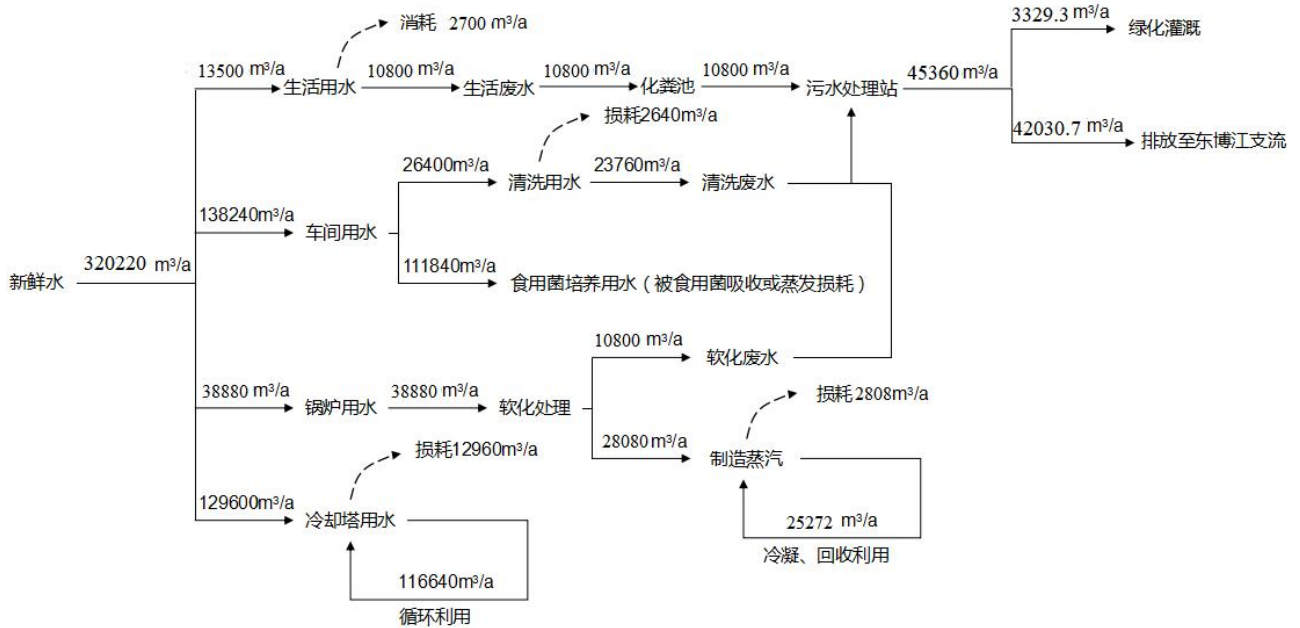 消耗 2700 m³/a
3329.3 m³/a
绿化灌溉
13500 m³/a
生活用水
10800 m³/a
生活废水
10800 m³/a
化粪池
10800 m³/a
污水处理站
45360 m³/a
损耗2640m³/a
42030.7 m³/a
排放至东博江支流
26400m³/a
清洗用水
23760m³/a
清洗废水
138240m³/a
车间用水
新鲜水
320220 m³/a
111840m³/a
食用菌培养用水（被食用菌吸收或蒸发损耗）
10800 m³/a
软化废水
38880 m³/a
锅炉用水
38880 m³/a
软化处理
损耗2808m³/a
损耗12960m³/a
28080m³/a
制造蒸汽
129600m³/a
冷却塔用水
25272 m³/a
冷凝、回收利用
116640m³/a
循环利用